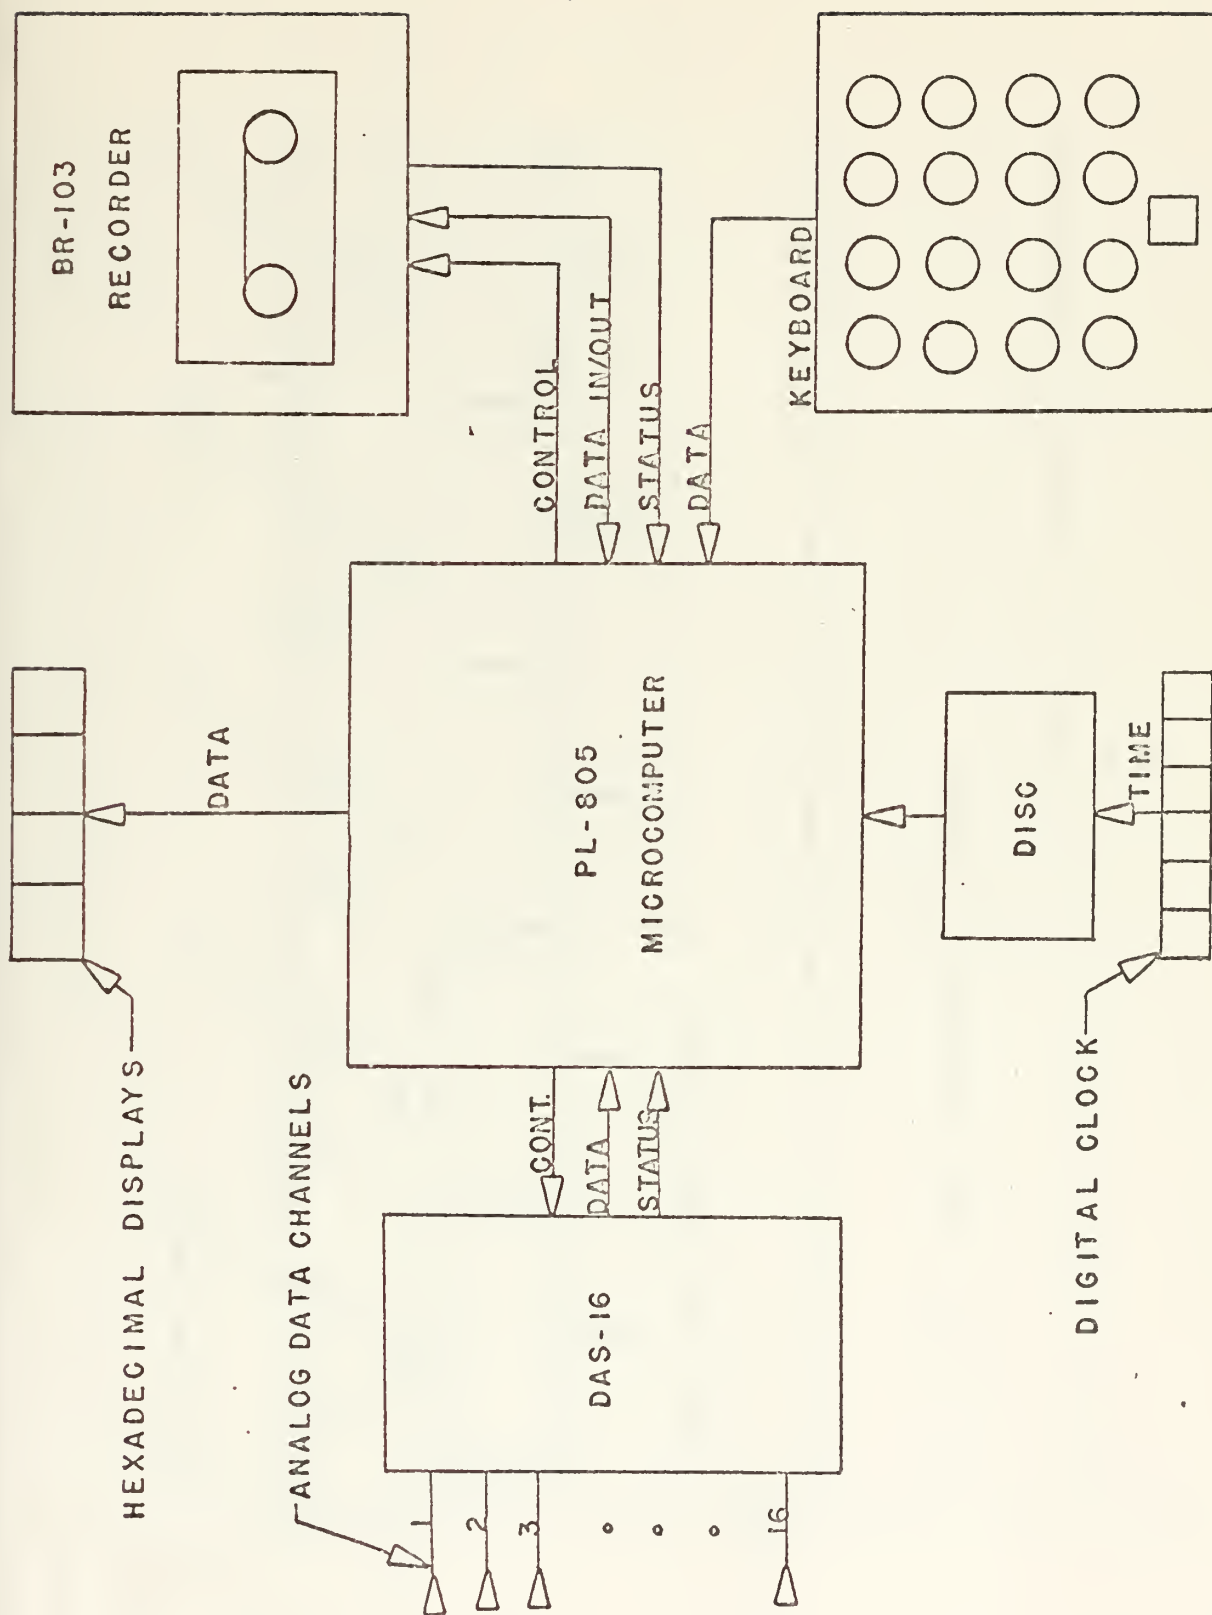 HEXADECIMAL DISPLAYS
BR-103
RECORDER
DATA
ANALOG DATA CHANNELS
1
2
3
16
DAS-16
CONT.
DATA
STATUS
PL-805
MICROCOMPUTER
CONTROL
DATA IN/OUT
STATUS
DATA
KEYBOARD
DISC
TIME
DIGITAL CLOCK